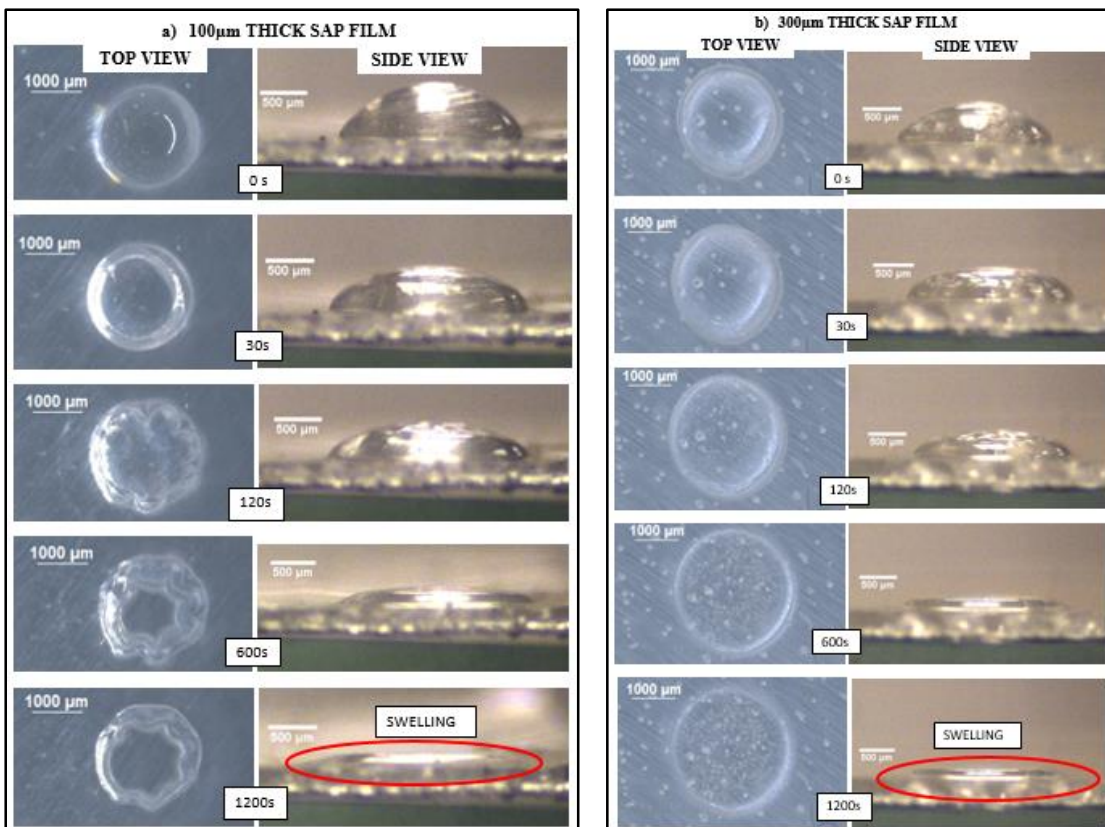 a) 100µm THICK SAP FILM
TOP VIEW
SIDE VIEW
1000 µm
500 µm
0 s
1000 µm
500 µm
30s
1000 µm
500 µm
120s
1000 µm
500 µm
600s
1000 µm
500 µm
SWELLING
1200s
b) 300µm THICK SAP FILM
TOP VIEW
SIDE VIEW
1000 µm
500 µm
0 s
1000 µm
500 µm
30s
1000 µm
500 µm
120s
1000 µm
500 µm
600s
1000 µm
500 µm
SWELLING
1200s